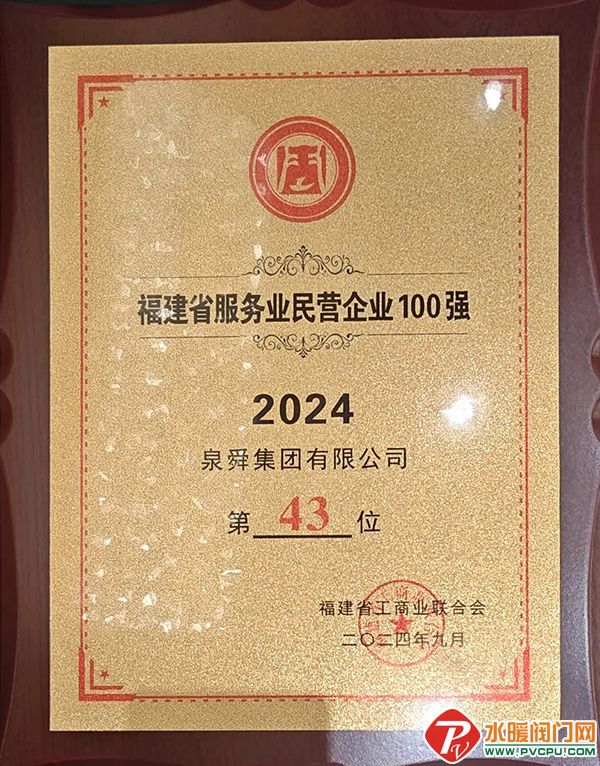 福建省服务业民营企业100强
2024
泉舜集团有限公司
第 43 位
福建省工商业联合会
二〇二四年九月
水暖阀门网
WWW.PVCPU.COM